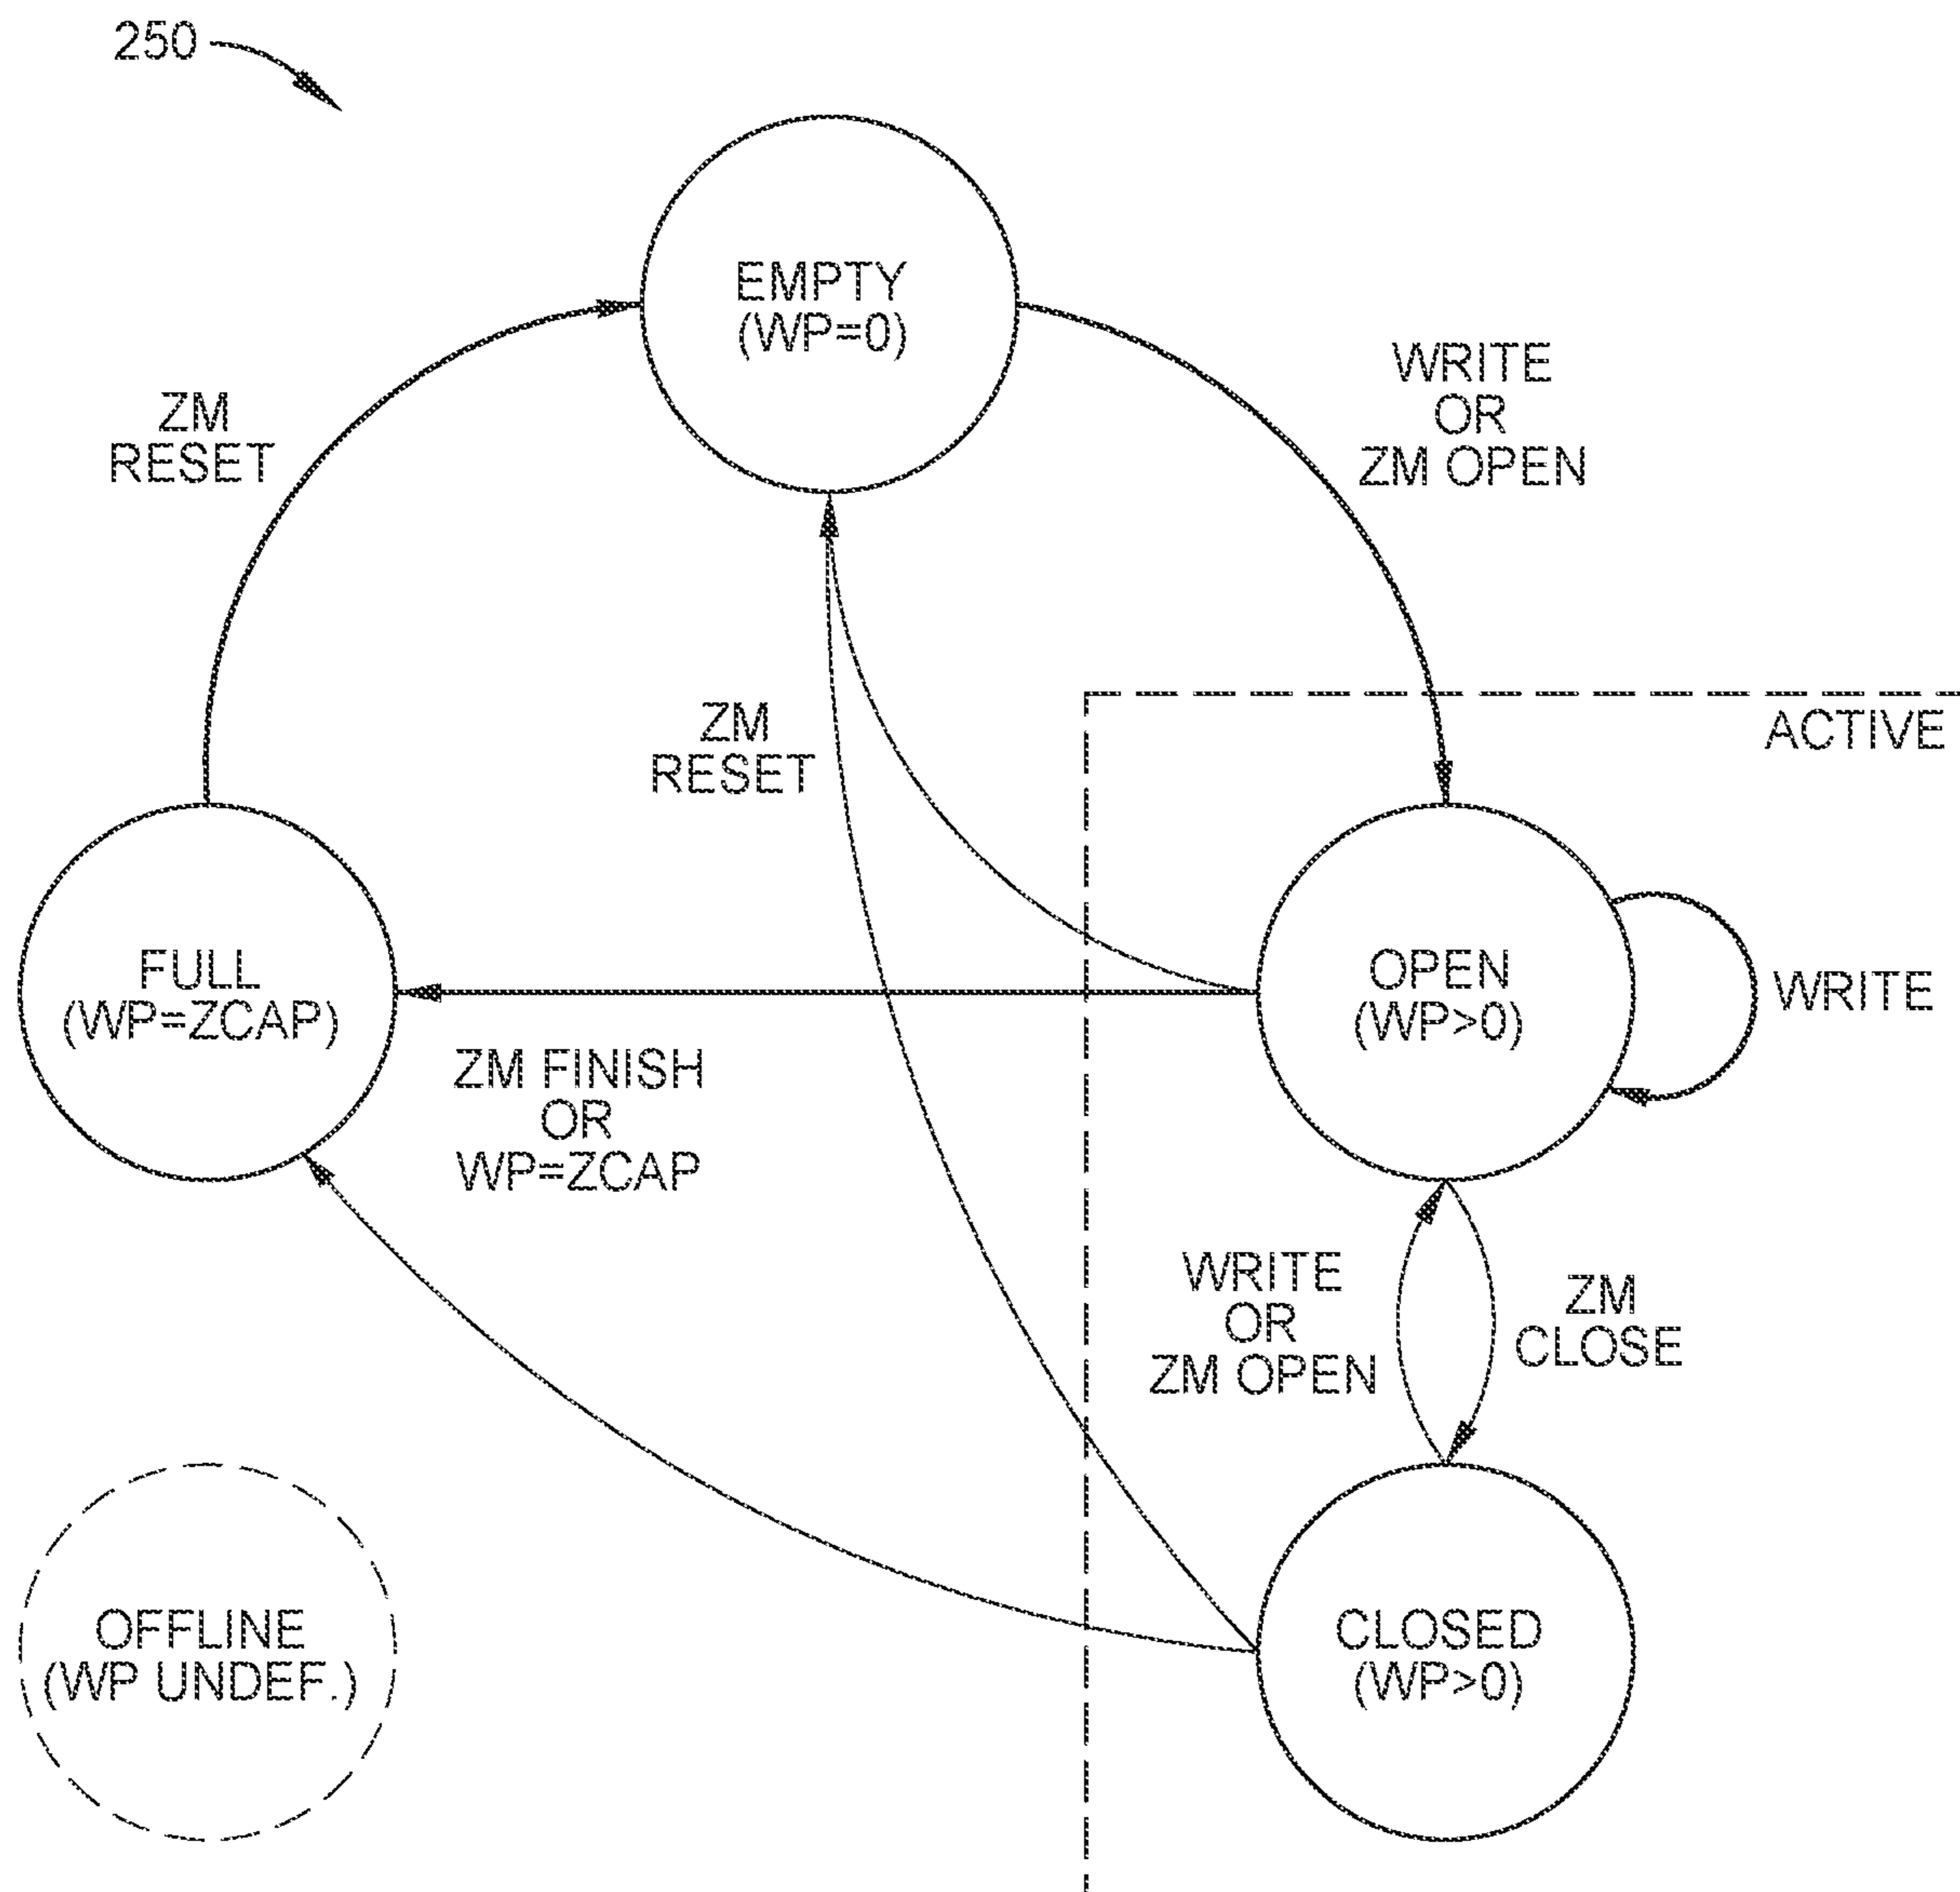 250
EMPTY
(WP=0)
WRITE
OR
ZM OPEN
ZM
RESET
ZM
RESET
ACTIVE
FULL
(WP=ZCAP)
OPEN
(WP>0)
WRITE
ZM FINISH
OR
WP=ZCAP
WRITE
OR
ZM OPEN
ZM
CLOSE
OFFLINE
(WP UNDEF.)
CLOSED
(WP>0)